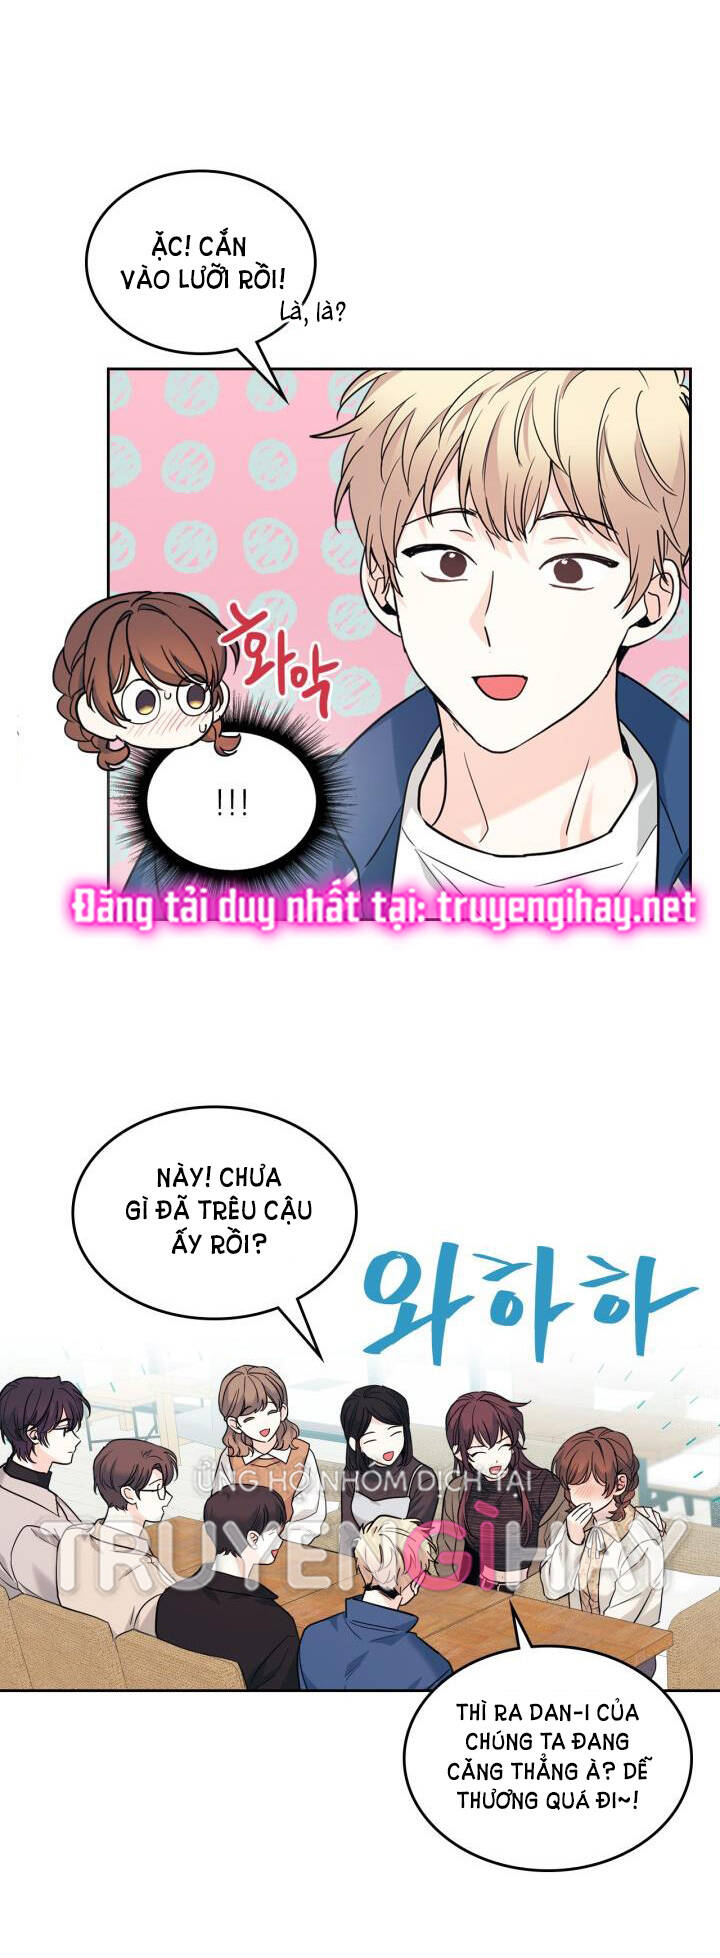 ẶC! CẮN
VÀO LƯỠI RỒI!
Là, là?
화악
!!!
Đăng tải duy nhất tại: truyengihay.net
NÀY! CHƯA
GÌ ĐÃ TRÊU CẬU
ẤY RỒI?
와하하
ỦNG HỘ NHÓM DỊCH TẠI
TRUYENGÌHAY
THÌ RA DAN-I CỦA
CHÚNG TA ĐANG
CĂNG THẲNG À? DỄ
THƯƠNG QUÁ ĐI~!